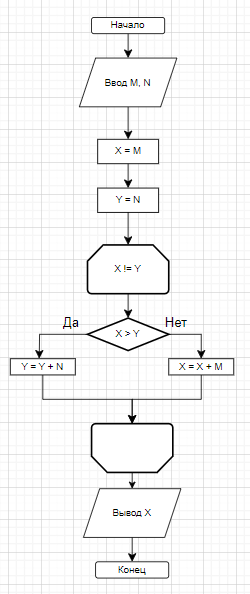 Начало
Ввод M, N
X = M
Y = N
X != Y
Да
Нет
X > Y
Y = Y + N
X = X + M
Вывод X
Конец